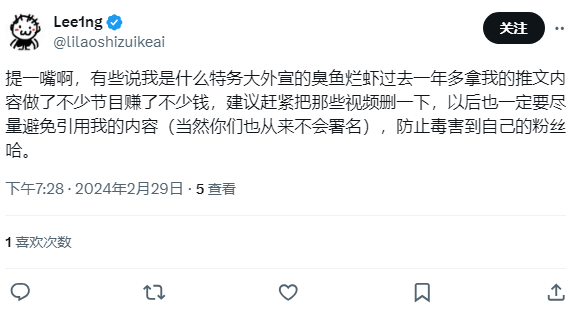 Lee1ng
关注
@lilaoshizuikeai
提一嘴啊，有些说我是什么特务大外宣的臭鱼烂虾过去一年多拿我的推文内
容做了不少节目赚了不少钱，建议赶紧把那些视频删一下，以后也一定要尽
量避免引用我的内容（当然你们也从来不会署名），防止毒害到自己的粉丝
哈。
下午7:28 · 2024年2月29日 · 5 查看
1 喜欢次数